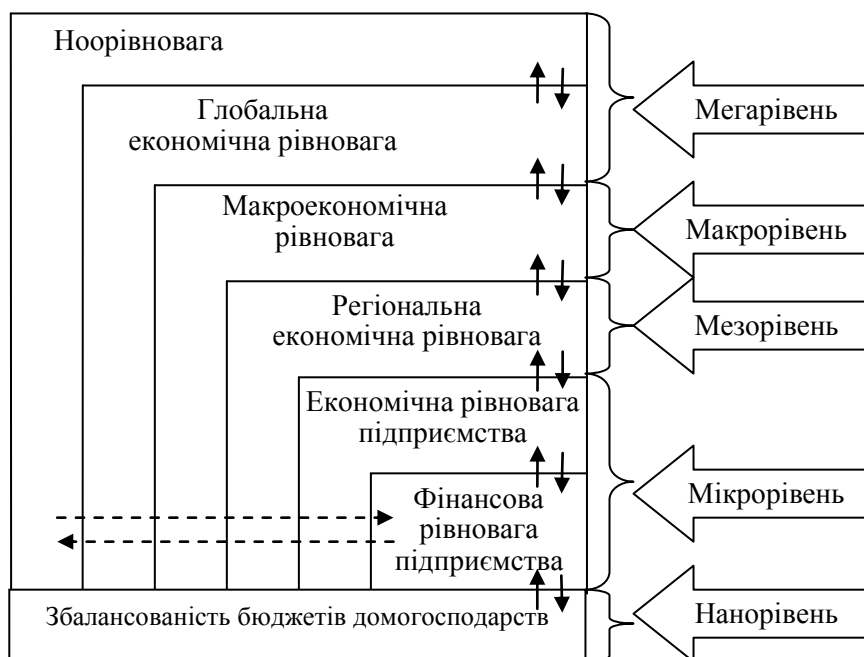 Ноорівновага
Глобальна
економічна рівновага
Мегарівень
Макроекономічна
рівновага
Макрорівень
Регіональна
економічна рівновага
Мезорівень
Економічна рівновага
підприємства
Фінансова
рівновага
підприємства
Мікрорівень
Збалансованість бюджетів домогосподарств
Нанорівень